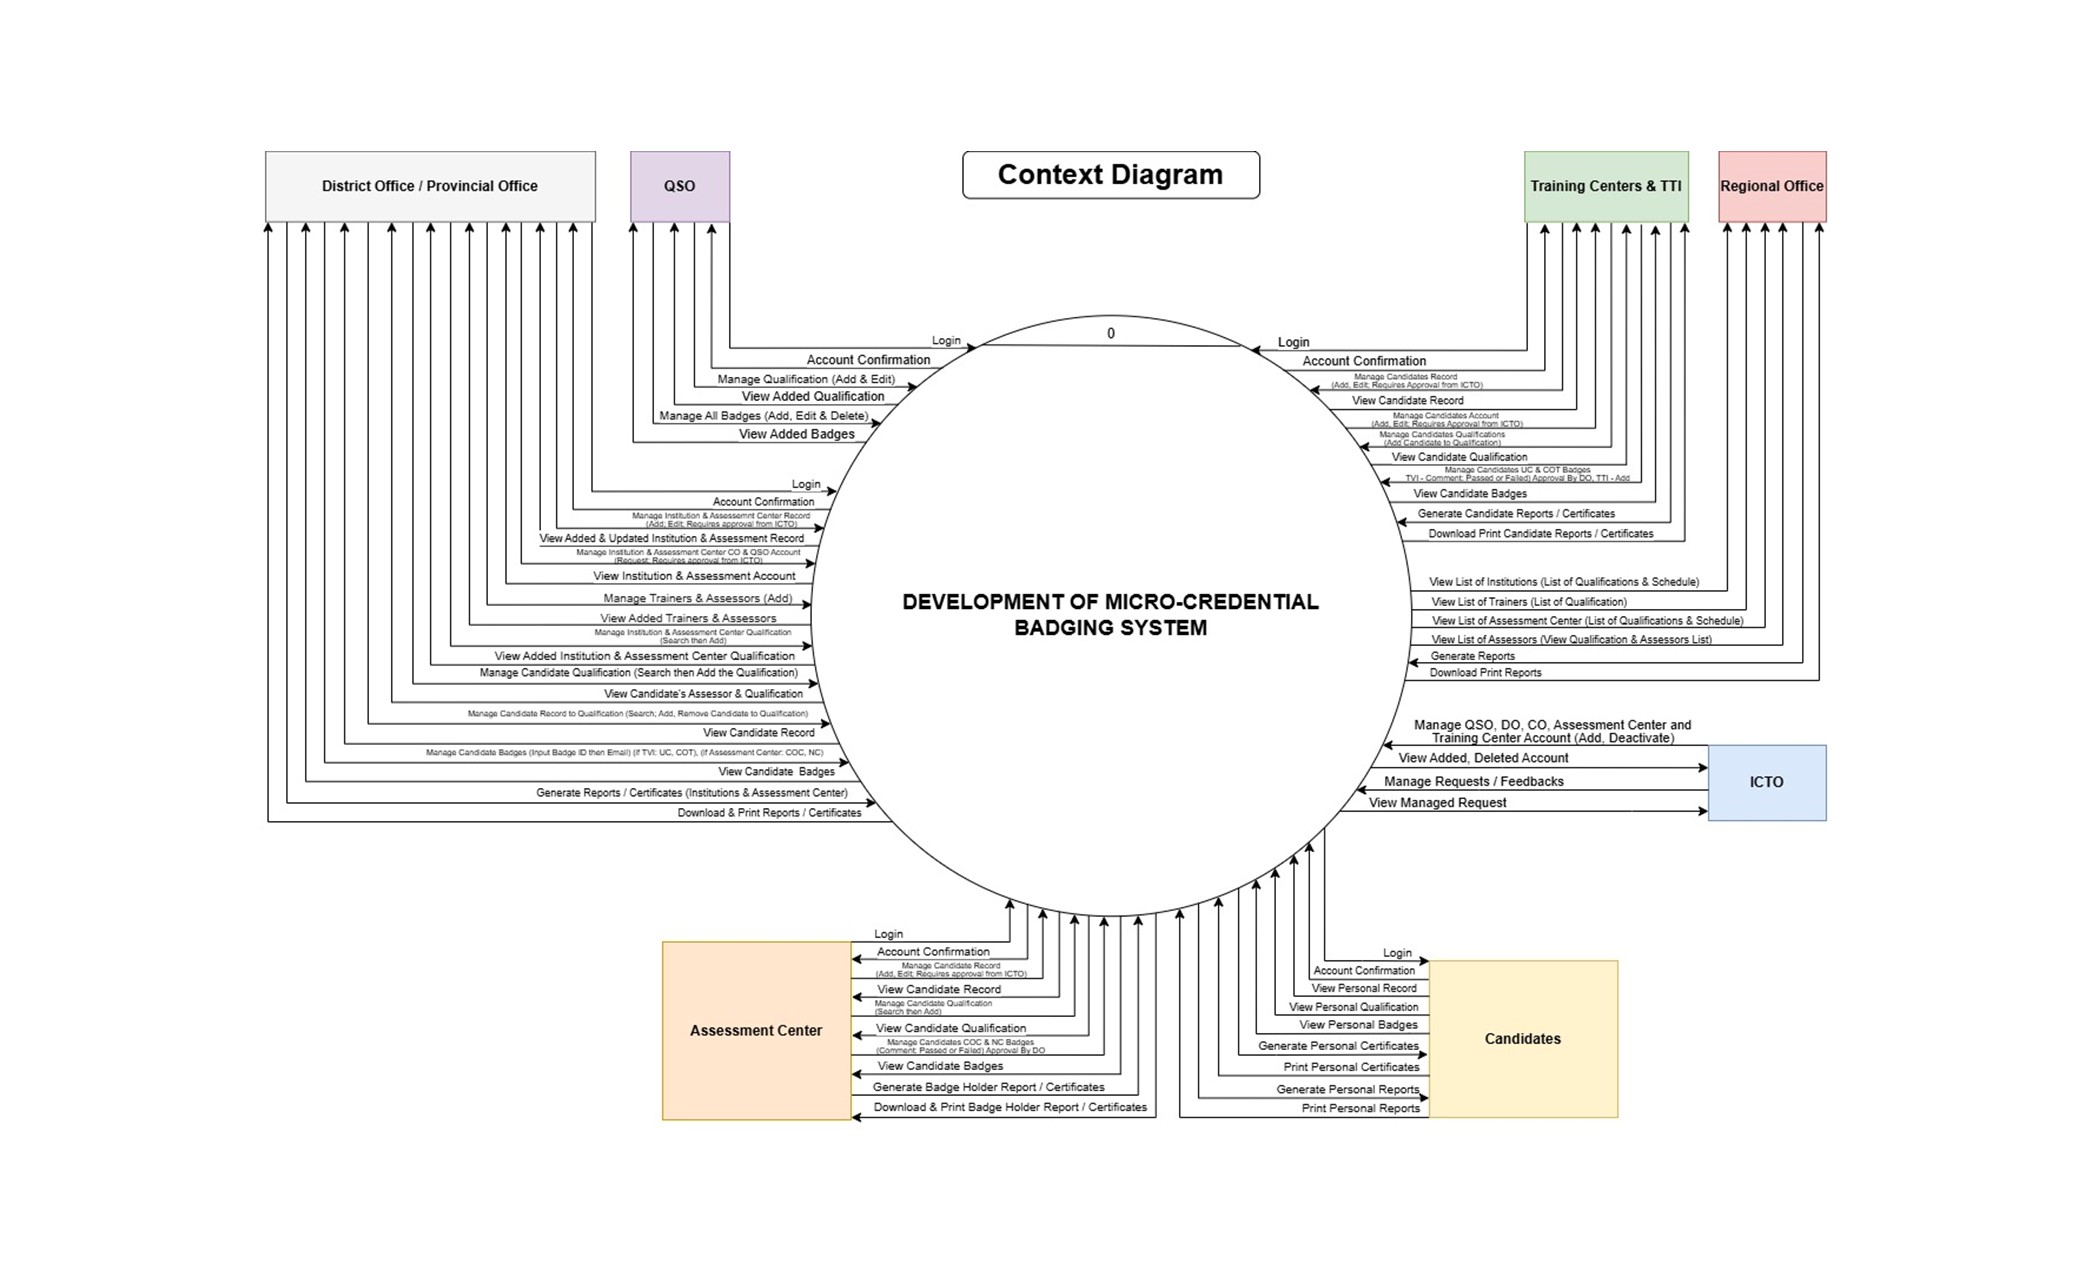 Context Diagram
District Office / Provincial Office
QSO
Training Centers & TTI
Regional Office
0
Login
Account Confirmation
Manage Qualification (Add & Edit)
View Added Qualification
Manage All Badges (Add, Edit & Delete)
View Added Badges
Login
Account Confirmation
Manage Institution & Assessemnt Center Record
(Add; Edit; Requires approval from ICTO)
View Added & Updated Institution & Assessment Record
Manage Institution & Assessment Center CO & QSO Account
(Request; Requires approval from ICTO)
View Institution & Assessment Account
Manage Trainers & Assessors (Add)
View Added Trainers & Assessors
Manage Institution & Assessment Center Qualification
(Search then Add)
View Added Institution & Assessment Center Qualification
Manage Candidate Qualification (Search then Add the Qualification)
View Candidate's Assessor & Qualification
Manage Candidate Record to Qualification (Search; Add, Remove Candidate to Qualification)
View Candidate Record
Manage Candidate Badges (Input Badge ID then Email) (if TVI: UC, COT), (if Assessment Center: COC, NC)
View Candidate Badges
Generate Reports / Certificates (Institutions & Assessment Center)
Download & Print Reports / Certificates
DEVELOPMENT OF MICRO-CREDENTIAL
BADGING SYSTEM
Login
Account Confirmation
Manage Candidates Record
(Add, Edit; Requires Approval from ICTO)
View Candidate Record
Manage Candidates Account
(Add, Edit; Requires Approval from ICTO)
Manage Candidates Qualifications
(Add Candidate to Qualification)
View Candidate Qualification
Manage Candidates UC & COT Badges
TVI - Comment: Passed or Failed) Approval By DO, TTI - Add
View Candidate Badges
Generate Candidate Reports / Certificates
Download Print Candidate Reports / Certificates
View List of Institutions (List of Qualifications & Schedule)
View List of Trainers (List of Qualification)
View List of Assessment Center (List of Qualifications & Schedule)
View List of Assessors (View Qualification & Assessors List)
Generate Reports
Download Print Reports
Manage QSO, DO, CO, Assessment Center and
Training Center Account (Add, Deactivate)
View Added, Deleted Account
Manage Requests / Feedbacks
View Managed Request
ICTO
Assessment Center
Login
Account Confirmation
Manage Candidate Record
(Add, Edit; Requires approval from ICTO)
View Candidate Record
Manage Candidate Qualification
(Search then Add)
View Candidate Qualification
Manage Candidates COC & NC Badges
(Comment; Passed or Failed) Approval By DO
View Candidate Badges
Generate Badge Holder Report / Certificates
Download & Print Badge Holder Report / Certificates
Login
Account Confirmation
View Personal Record
View Personal Qualification
View Personal Badges
Generate Personal Certificates
Print Personal Certificates
Generate Personal Reports
Print Personal Reports
Candidates